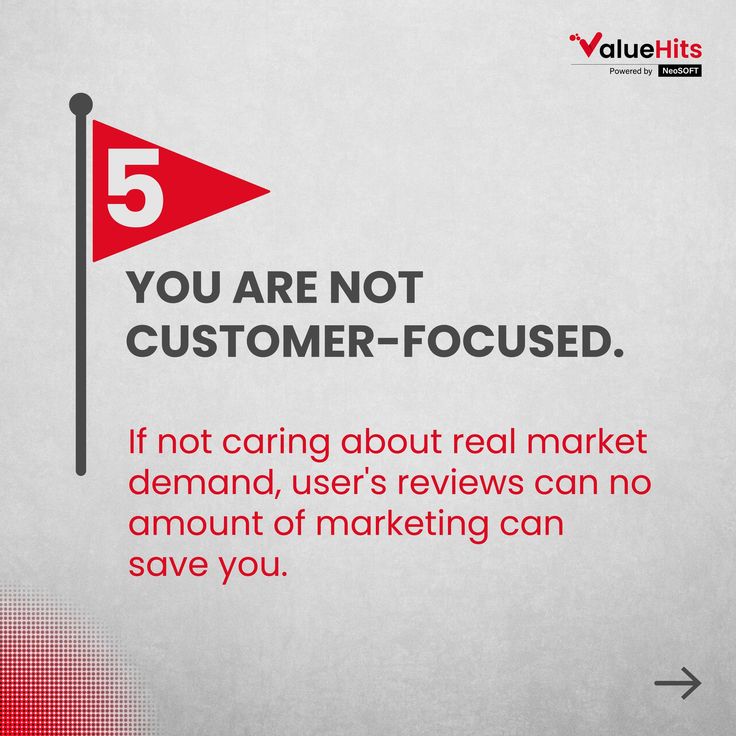 ValueHits
Powered by NeoSOFT
5
YOU ARE NOT
CUSTOMER-FOCUSED.
If not caring about real market
demand, user's reviews can no
amount of marketing can
save you.